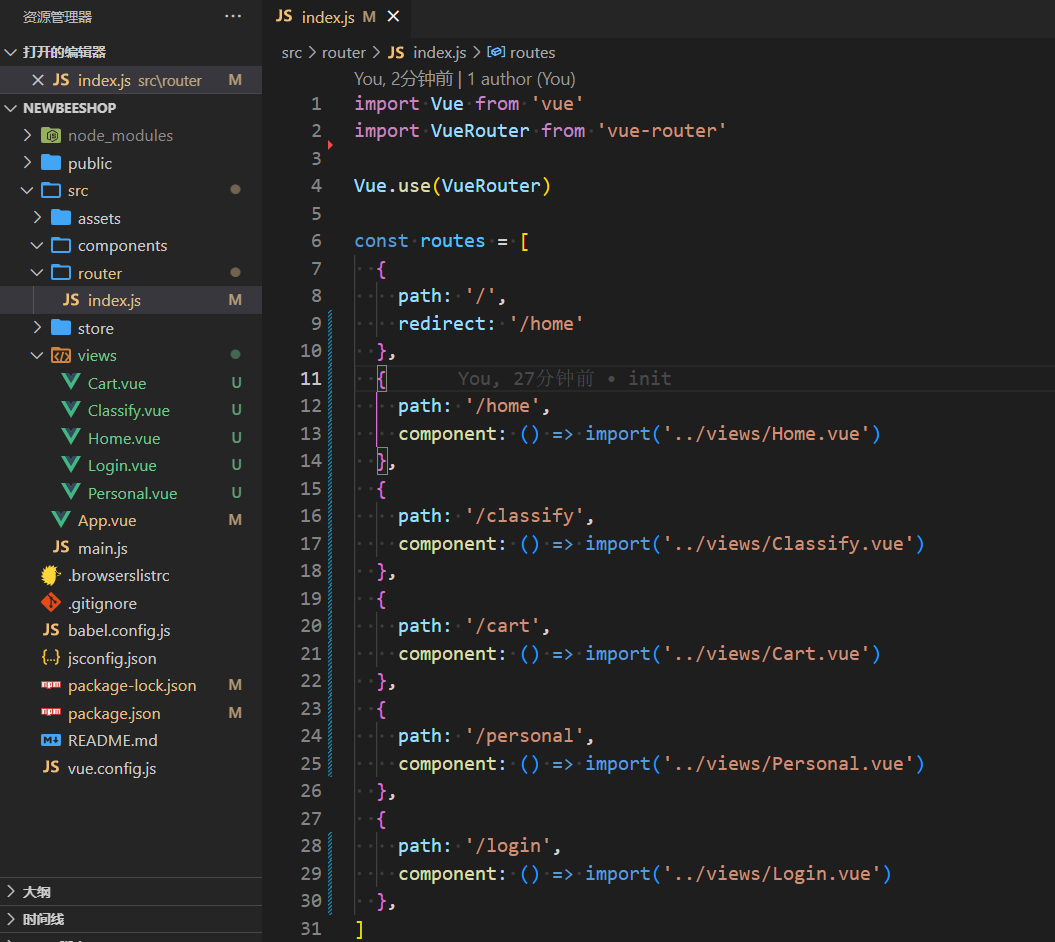 资源管理器 ···
打开的编辑器
JS index.js src\router M
NEWBEESHOP
node_modules
public
src
assets
components
router
JS index.js M
store
views
Cart.vue U
Classify.vue U
Home.vue U
Login.vue U
Personal.vue U
App.vue M
JS main.js
.browserslistrc
.gitignore
JS babel.config.js
{..} jsconfig.json
npm package-lock.json M
npm package.json M
README.md
JS vue.config.js
大纲
时间线
JS index.js M
src > router > JS index.js > routes
You, 2分钟前 | 1 author (You)
1 import Vue from 'vue'
2 import VueRouter from 'vue-router'
3
4 Vue.use(VueRouter)
5
6 const routes = [
7 {
8 path: '/',
9 redirect: '/home'
10 },
11 { You, 27分钟前 • init
12 path: '/home',
13 component: () => import('../views/Home.vue')
14 },
15 {
16 path: '/classify',
17 component: () => import('../views/Classify.vue')
18 },
19 {
20 path: '/cart',
21 component: () => import('../views/Cart.vue')
22 },
23 {
24 path: '/personal',
25 component: () => import('../views/Personal.vue')
26 },
27 {
28 path: '/login',
29 component: () => import('../views/Login.vue')
30 },
31 ]